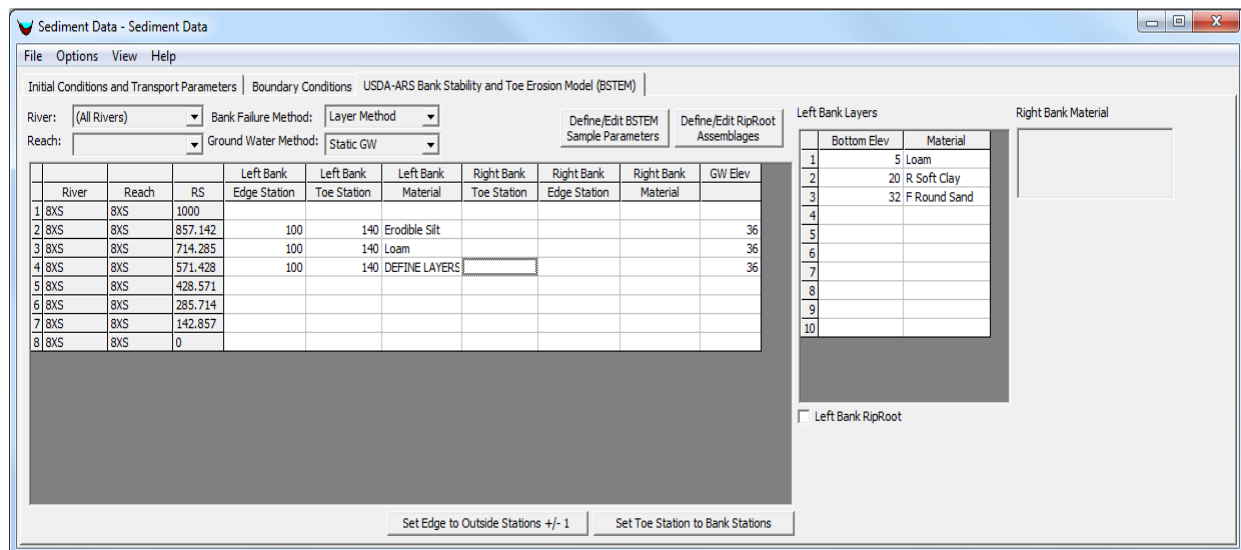 Sediment Data - Sediment Data
File Options View Help
Initial Conditions and Transport Parameters Boundary Conditions USDA-ARS Bank Stability and Toe Erosion Model (BSTEM)
River: (All Rivers) Bank Failure Method: Layer Method
Reach: Ground Water Method: Static GW
Define/Edit BSTEM
Sample Parameters
Define/Edit RipRoot
Assemblages
Left Bank Left Bank Left Bank Right Bank Right Bank Right Bank GW Elev
River Reach RS Edge Station Toe Station Material Toe Station Edge Station Material
1 8XS 8XS 1000
2 8XS 8XS 857.142 100 140 Erodible Silt 36
3 8XS 8XS 714.285 100 140 Loam 36
4 8XS 8XS 571.428 100 140 DEFINE LAYERS 36
5 8XS 8XS 428.571
6 8XS 8XS 285.714
7 8XS 8XS 142.857
8 8XS 8XS 0
Set Edge to Outside Stations +/- 1 Set Toe Station to Bank Stations
Left Bank Layers
Bottom Elev Material
1 5 Loam
2 20 R Soft Clay
3 32 F Round Sand
4
5
6
7
8
9
10
Left Bank RipRoot
Right Bank Material